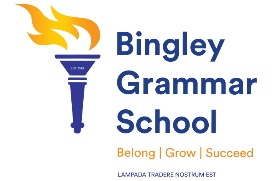 Bingley
Grammar
School
Belong | Grow | Succeed
LAMPADA TRADERE NOSTRUM EST